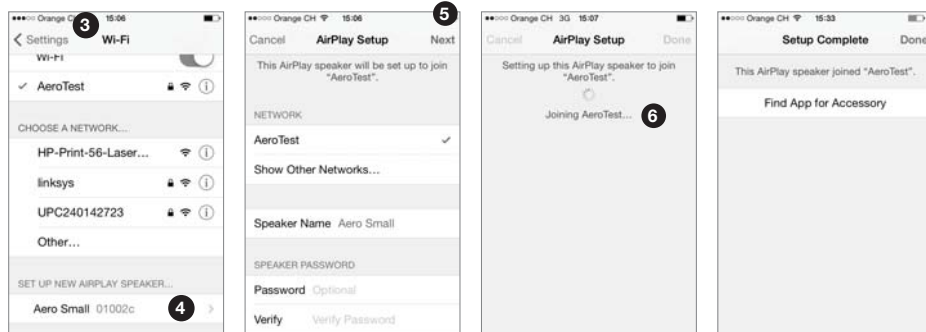 Orange CH 15:06
3
Settings Wi-Fi
Wi-Fi
AeroTest
CHOOSE A NETWORK...
HP-Print-56-Laser...
linksys
UPC240142723
Other...
SET UP NEW AIRPLAY SPEAKER...
Aero Small 01002c 4
Orange CH 15:06
5
Cancel AirPlay Setup Next
This AirPlay speaker will be set up to join
"AeroTest".
NETWORK
AeroTest
Show Other Networks...
Speaker Name Aero Small
SPEAKER PASSWORD
Password Optional
Verify Verify Password
Orange CH 3G 15:07
Cancel AirPlay Setup Done
Setting up this AirPlay speaker to join
"AeroTest".
Joining AeroTest... 6
Orange CH 15:33
Setup Complete Done
This AirPlay speaker joined "AeroTest".
Find App for Accessory